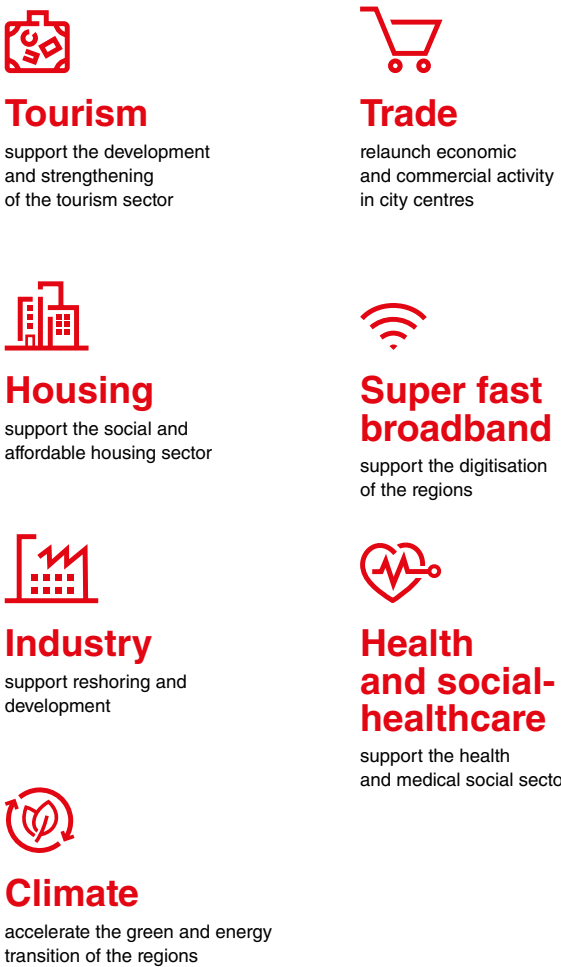 Tourism
support the development
and strengthening
of the tourism sector
Trade
relaunch economic
and commercial activity
in city centres
Housing
support the social and
affordable housing sector
Super fast
broadband
support the digitisation
of the regions
Industry
support reshoring and
development
Health
and social-
healthcare
support the health
and medical social
Climate
accelerate the green and energy
transition of the regions